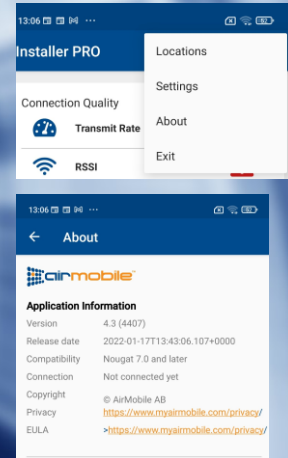 13:06 ...
Installer PRO
Locations
Settings
About
Exit
Connection Quality
Transmit Rate
RSSI
13:06 ...
← About
airmobile
Application Information
Version 4.3 (4407)
Release date 2022-01-17T13:43:06.107+0000
Compatibility Nougat 7.0 and later
Connection Not connected yet
Copyright © AirMobile AB
Privacy https://www.myairmobile.com/privacy/
EULA >https://www.myairmobile.com/privacy/